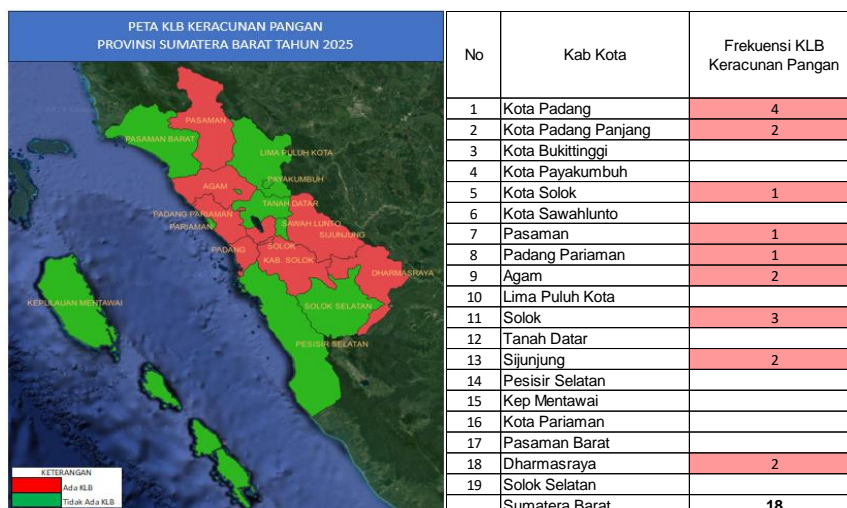 PETA KLB KERACUNAN PANGAN
PROVINSI SUMATERA BARAT TAHUN 2025
PASAMAN
PASAMAN BARAT
LIMA PULUH KOTA
PAYAKUMBUH
AGAM
TANAH DATAR
PADANG PARIAMAN
PARIAMAN
SAWAH LUNTO
SIJUNJUNG
PADANG
SOLOK
KAB. SOLOK
DHARMASRAYA
KEPULAUAN MENTAWAI
SOLOK SELATAN
PESISIR SELATAN
KETERANGAN
Ada KLB
Tidak Ada KLB
No Kab Kota Frekuensi KLB
Keracunan Pangan
1 Kota Padang 4
2 Kota Padang Panjang 2
3 Kota Bukittinggi
4 Kota Payakumbuh
5 Kota Solok 1
6 Kota Sawahlunto
7 Pasaman 1
8 Padang Pariaman 1
9 Agam 2
10 Lima Puluh Kota
11 Solok 3
12 Tanah Datar
13 Sijunjung 2
14 Pesisir Selatan
15 Kep Mentawai
16 Kota Pariaman
17 Pasaman Barat
18 Dharmasraya 2
19 Solok Selatan
Sumatera Barat 18